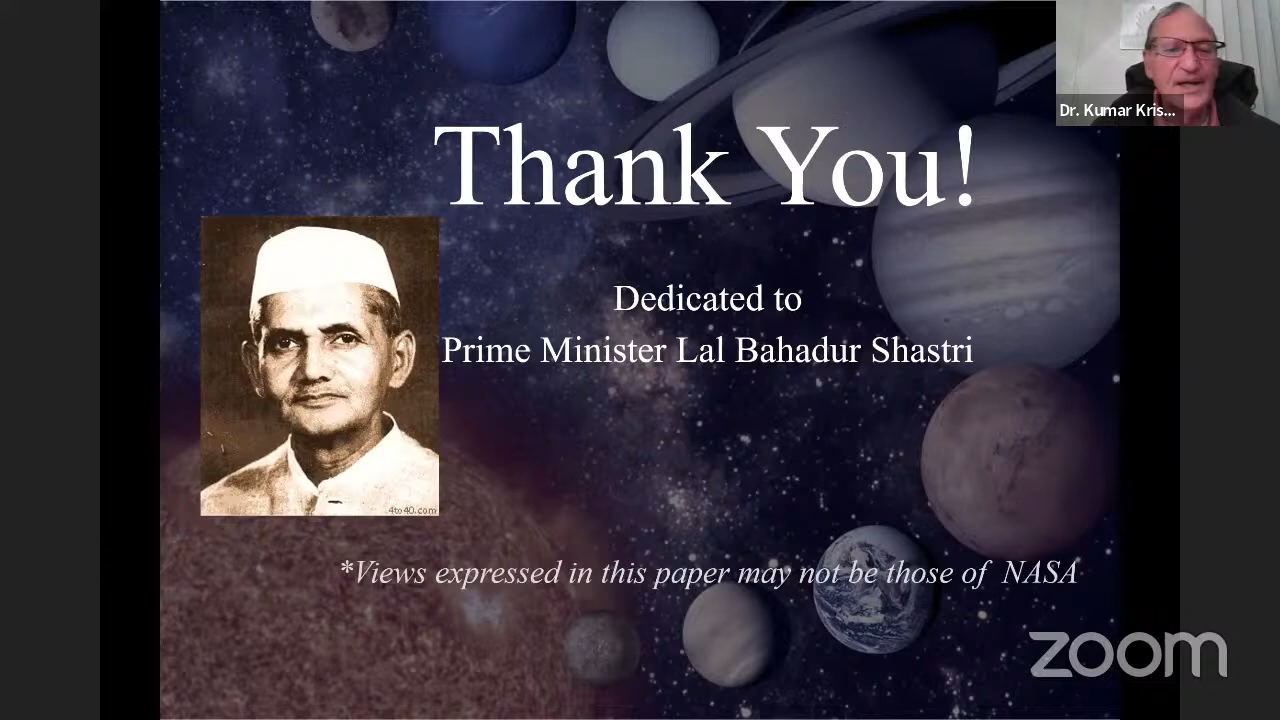 Thank You!
Dr. Kumar Kris...
Dedicated to
Prime Minister Lal Bahadur Shastri
4to40.com
*Views expressed in this paper may not be those of NASA
zoom